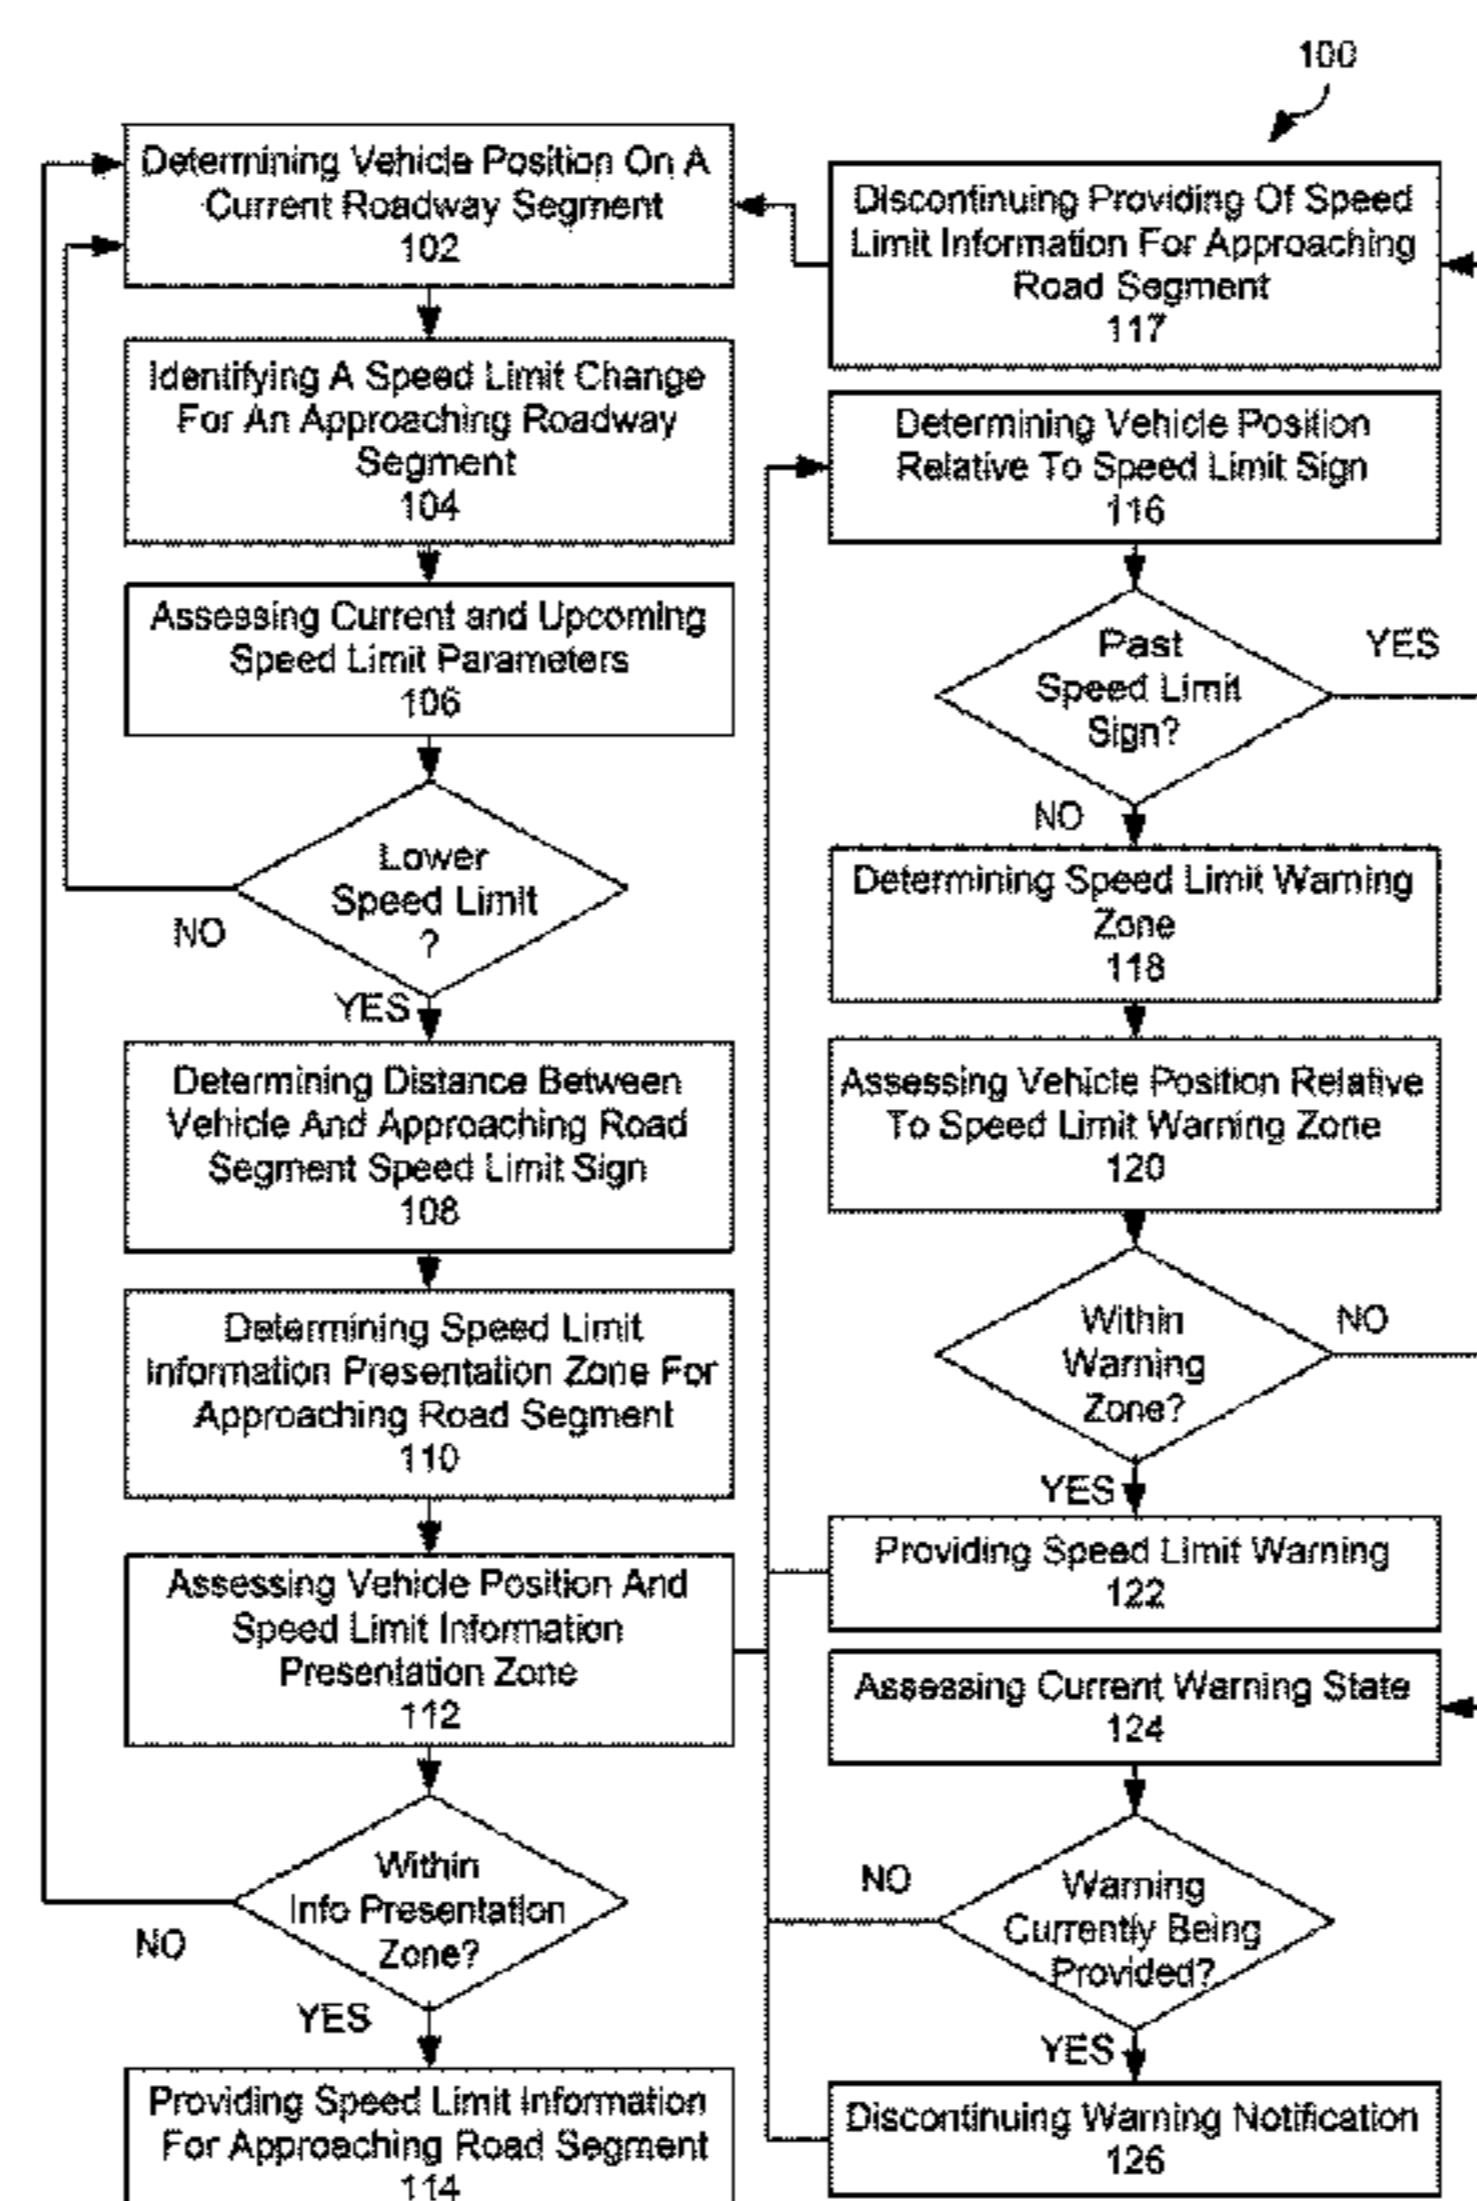 100
Determining Vehicle Position On A
Current Roadway Segment
102
Identifying A Speed Limit Change
For An Approaching Roadway
Segment
104
Assessing Current and Upcoming
Speed Limit Parameters
106
Lower
Speed Limit
?
NO
YES
Determining Distance Between
Vehicle And Approaching Road
Segment Speed Limit Sign
108
Determining Speed Limit
Information Presentation Zone For
Approaching Road Segment
110
Assessing Vehicle Position And
Speed Limit Information
Presentation Zone
112
Within
Info Presentation
Zone?
NO
YES
Providing Speed Limit Information
For Approaching Road Segment
114
Discontinuing Providing Of Speed
Limit Information For Approaching
Road Segment
117
Determining Vehicle Position
Relative To Speed Limit Sign
116
Past
Speed Limit
Sign?
YES
NO
Determining Speed Limit Warning
Zone
118
Assessing Vehicle Position Relative
To Speed Limit Warning Zone
120
Within
Warning
Zone?
NO
YES
Providing Speed Limit Warning
122
Assessing Current Warning State
124
Warning
Currently Being
Provided?
NO
YES
Discontinuing Warning Notification
126